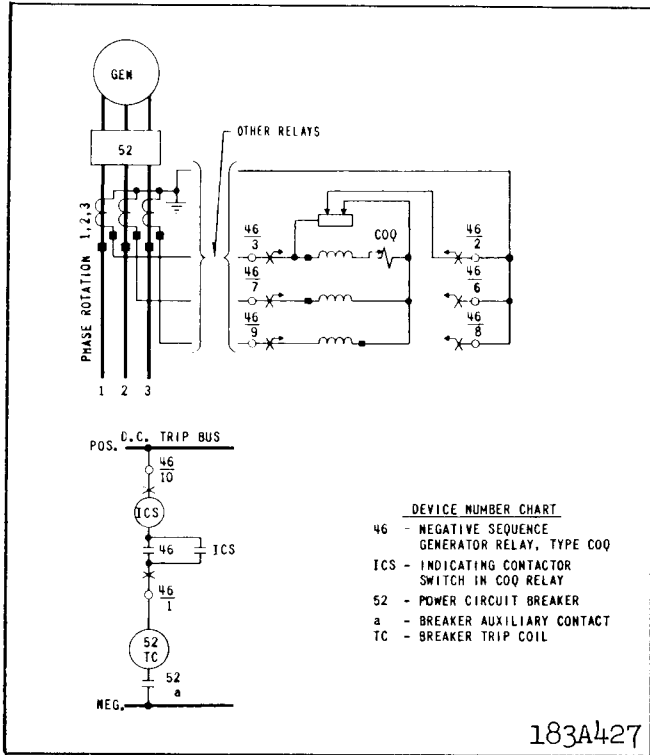 GEN
52
OTHER RELAYS
PHASE ROTATION 1,2,3
46
3
COQ
46
2
46
7
46
6
46
9
46
8
1 2 3
D.C. TRIP BUS
POS.
46
10
ICS
46
ICS
46
1
52
TC
52
a
NEG.
DEVICE NUMBER CHART
46 - NEGATIVE SEQUENCE
GENERATOR RELAY, TYPE COQ
ICS - INDICATING CONTACTOR
SWITCH IN COQ RELAY
52 - POWER CIRCUIT BREAKER
a - BREAKER AUXILIARY CONTACT
TC - BREAKER TRIP COIL
183A427